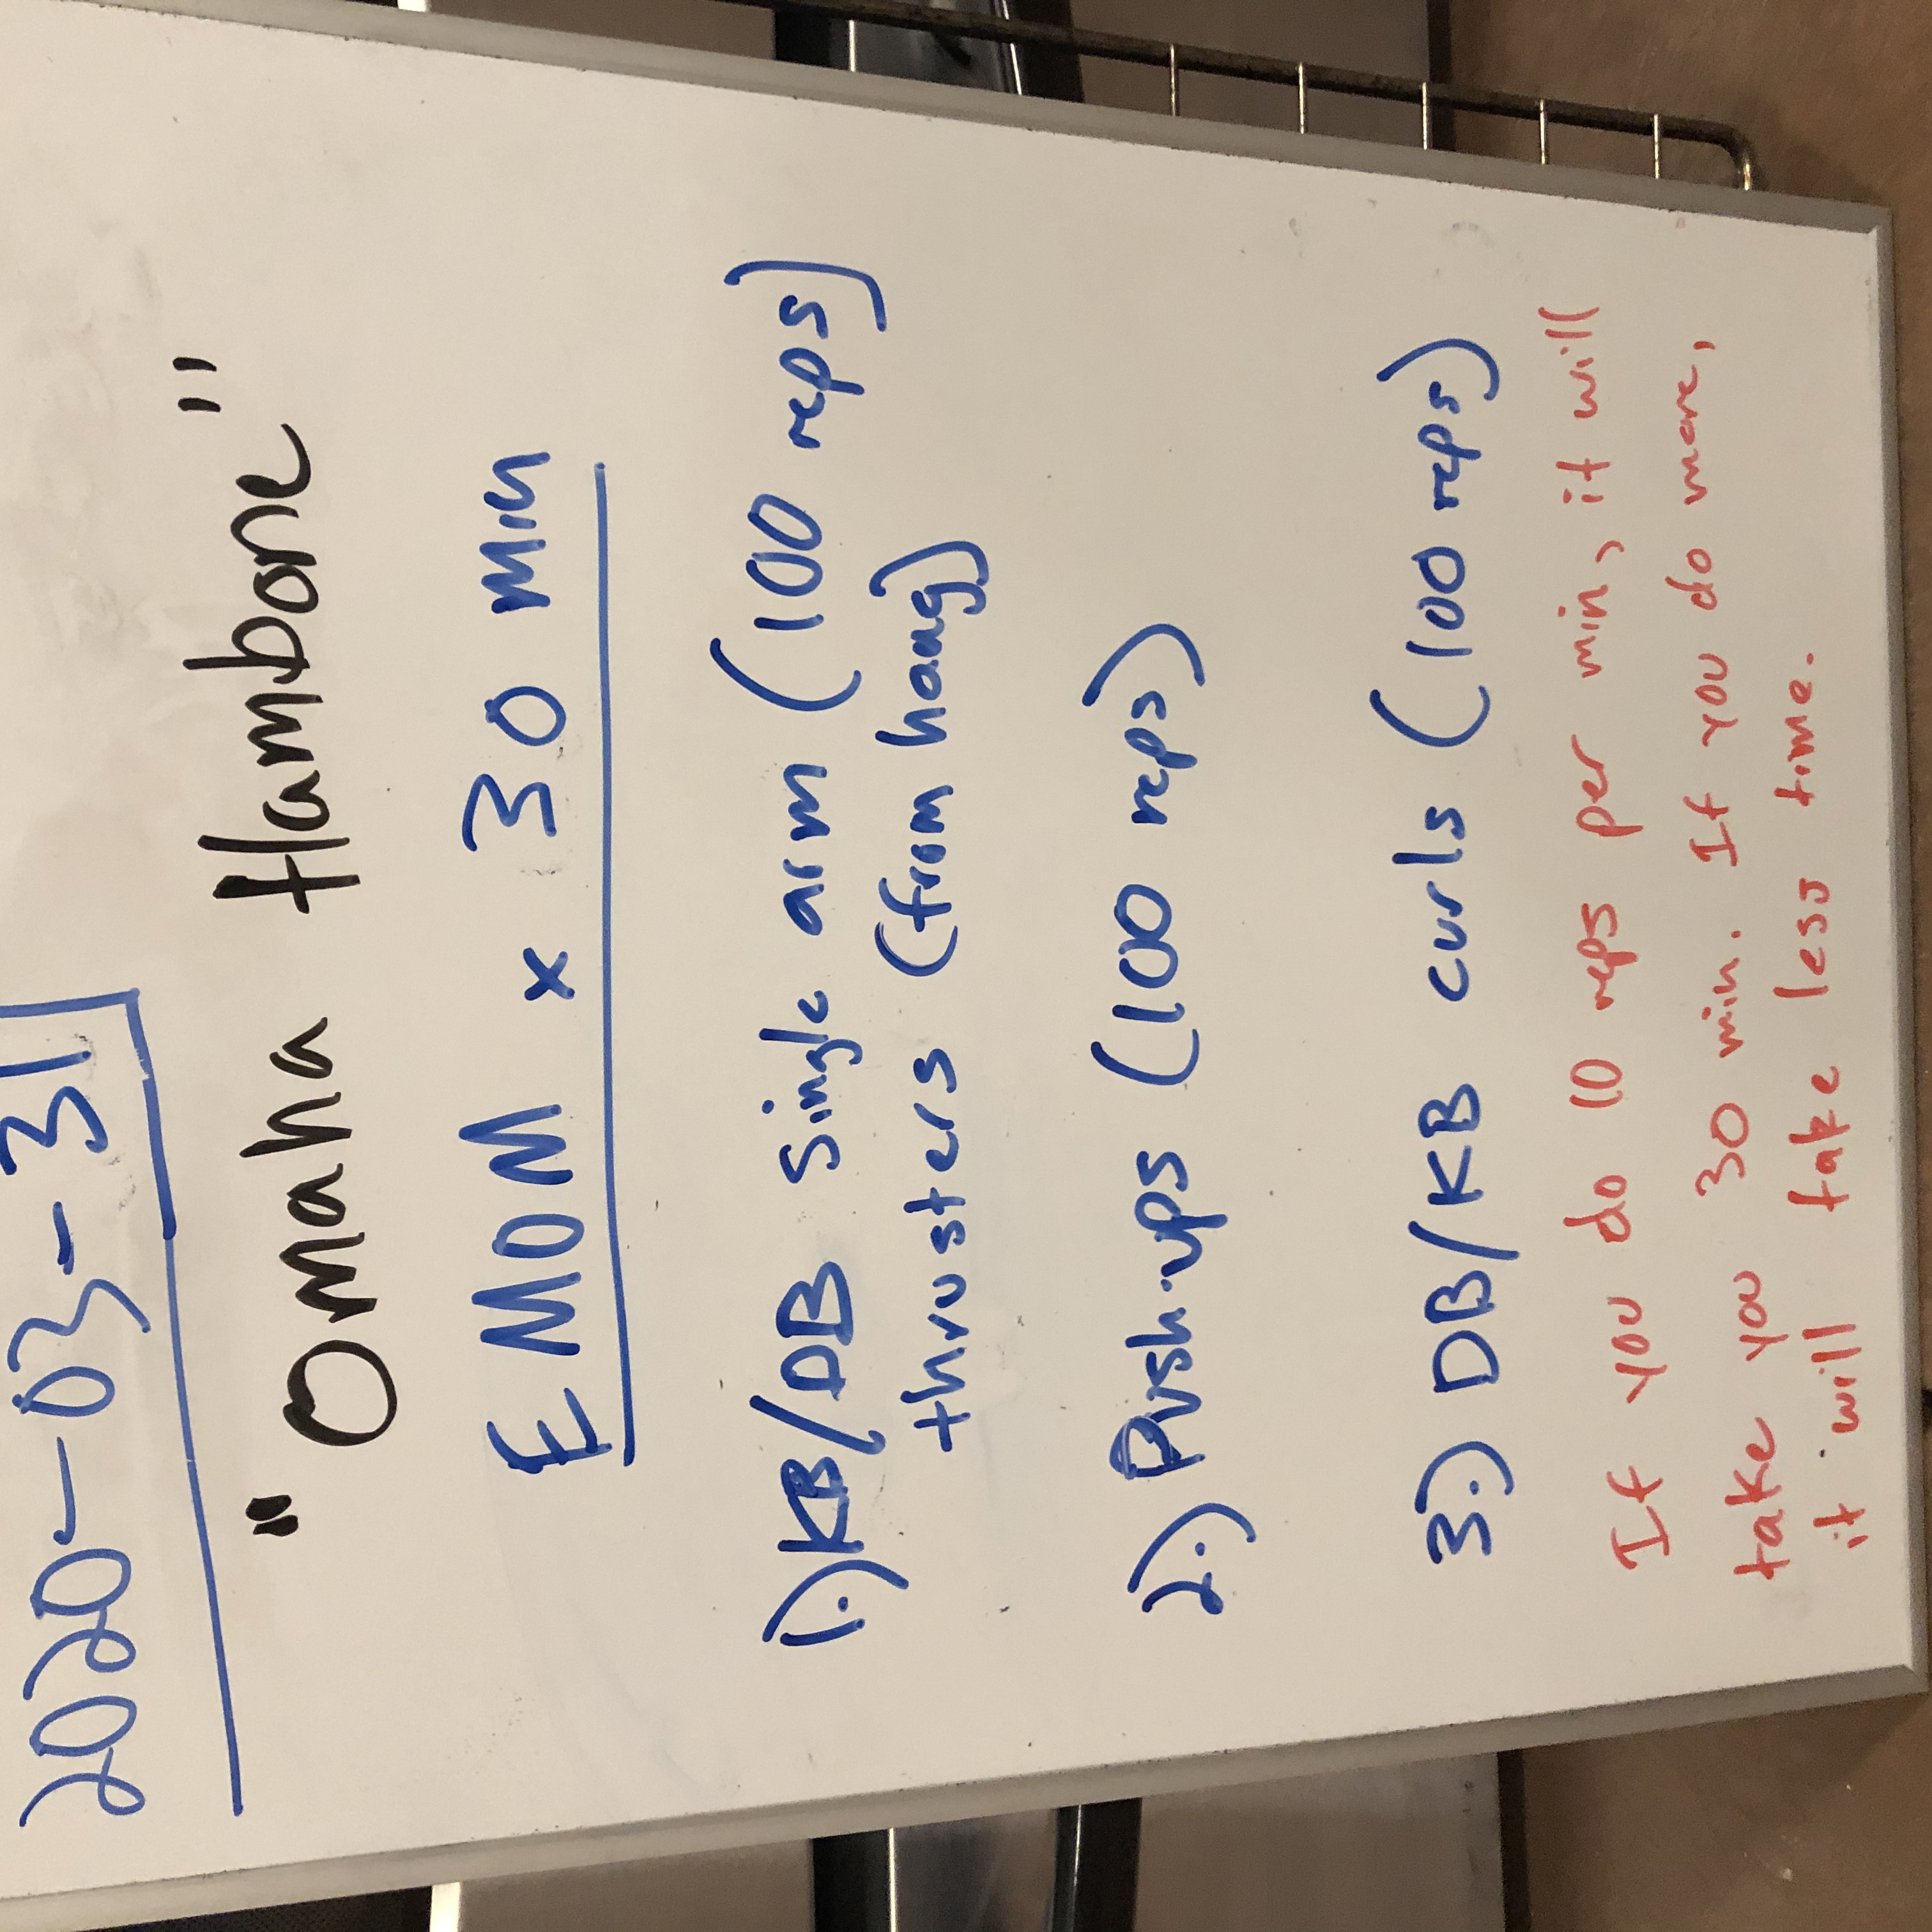 2020-03-31
"Omaha Hambone"
EMOM x 30 min
1.) KB/DB Single arm (100 reps)
thrusters (from hang)
2.) Push-ups (100 reps)
3.) DB/KB curls (100 reps)
If you do 10 reps per min, it will
take you 30 min. If you do more,
it will take less time.